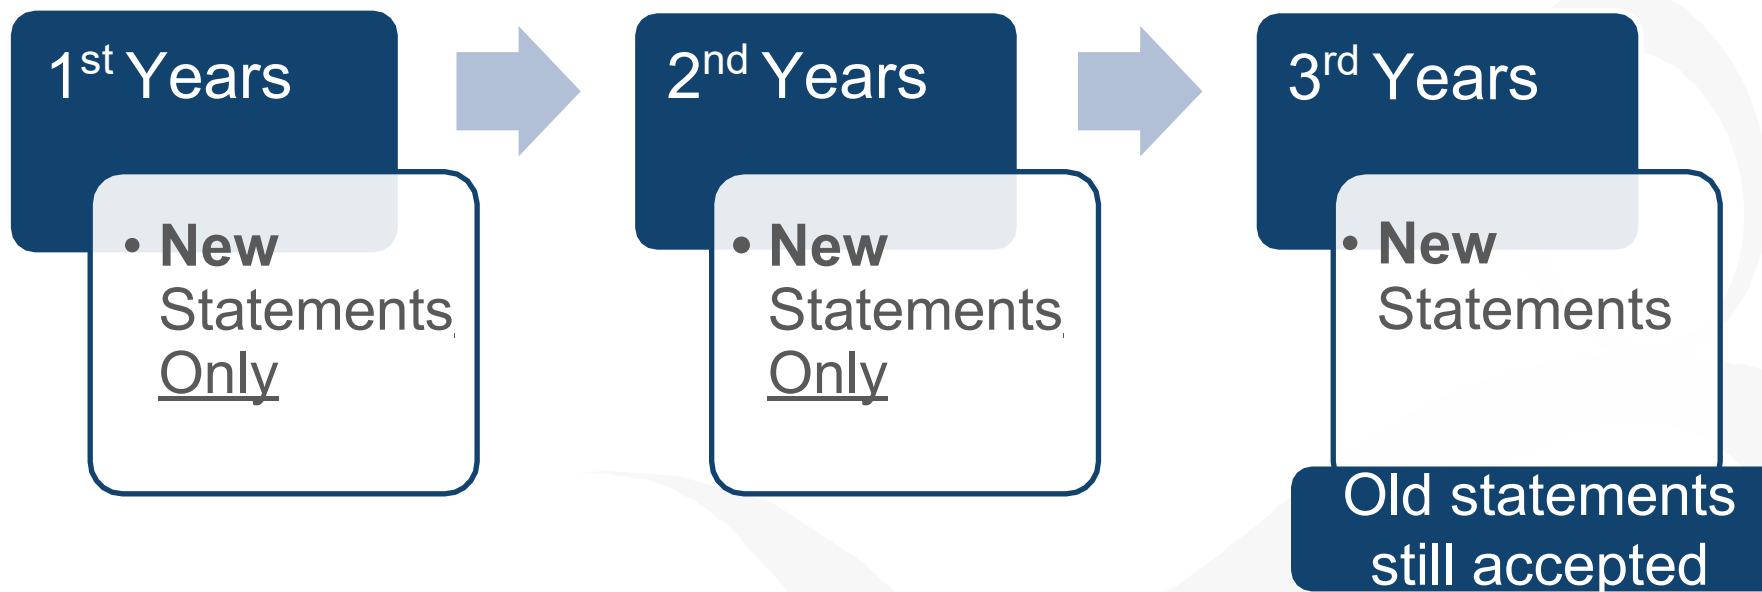 1st Years
• New
Statements
Only
2nd Years
• New
Statements
Only
3rd Years
• New
Statements
Old statements
still accepted